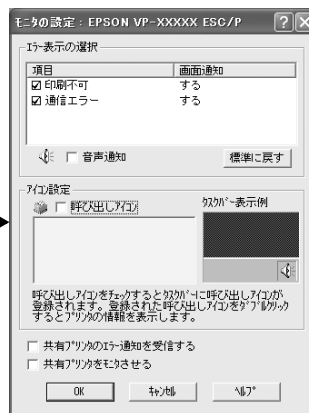 ﾓﾆﾀの設定 : EPSON VP-XXXXX ESC/P
ｴﾗｰ表示の選択
項目 画面通知
印刷不可 する
通信エラー する
音声通知 標準に戻す
ｱｲｺﾝ設定
呼び出しｱｲｺﾝ ﾀｽｸﾊﾞｰ表示例
呼び出しｱｲｺﾝをﾁｪｯｸするとﾀｽｸﾊﾞｰに呼び出しｱｲｺﾝが
登録されます。登録された呼び出しｱｲｺﾝをﾀﾞﾌﾞﾙｸﾘｯｸ
するとﾌﾟﾘﾝﾀの情報を表示します。
共有ﾌﾟﾘﾝﾀのｴﾗｰ通知を受信する
共有ﾌﾟﾘﾝﾀをﾓﾆﾀさせる
OK ｷｬﾝｾﾙ ﾍﾙﾌﾟ